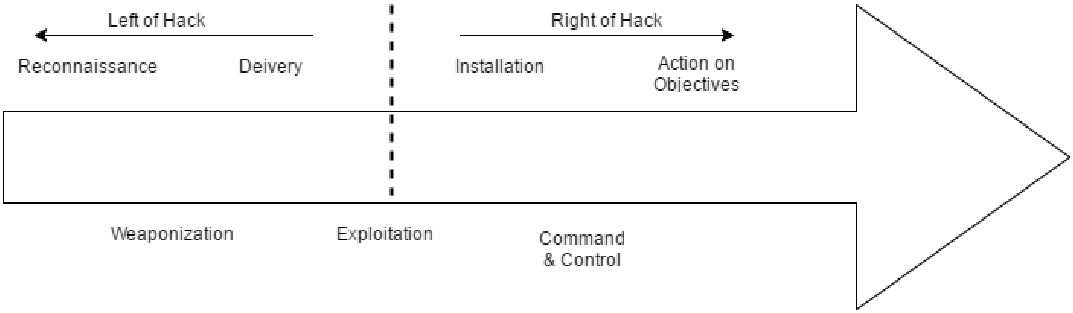 Left of Hack
Right of Hack
Reconnaissance
Deivery
Installation
Action on
Objectives
Weaponization
Exploitation
Command
& Control